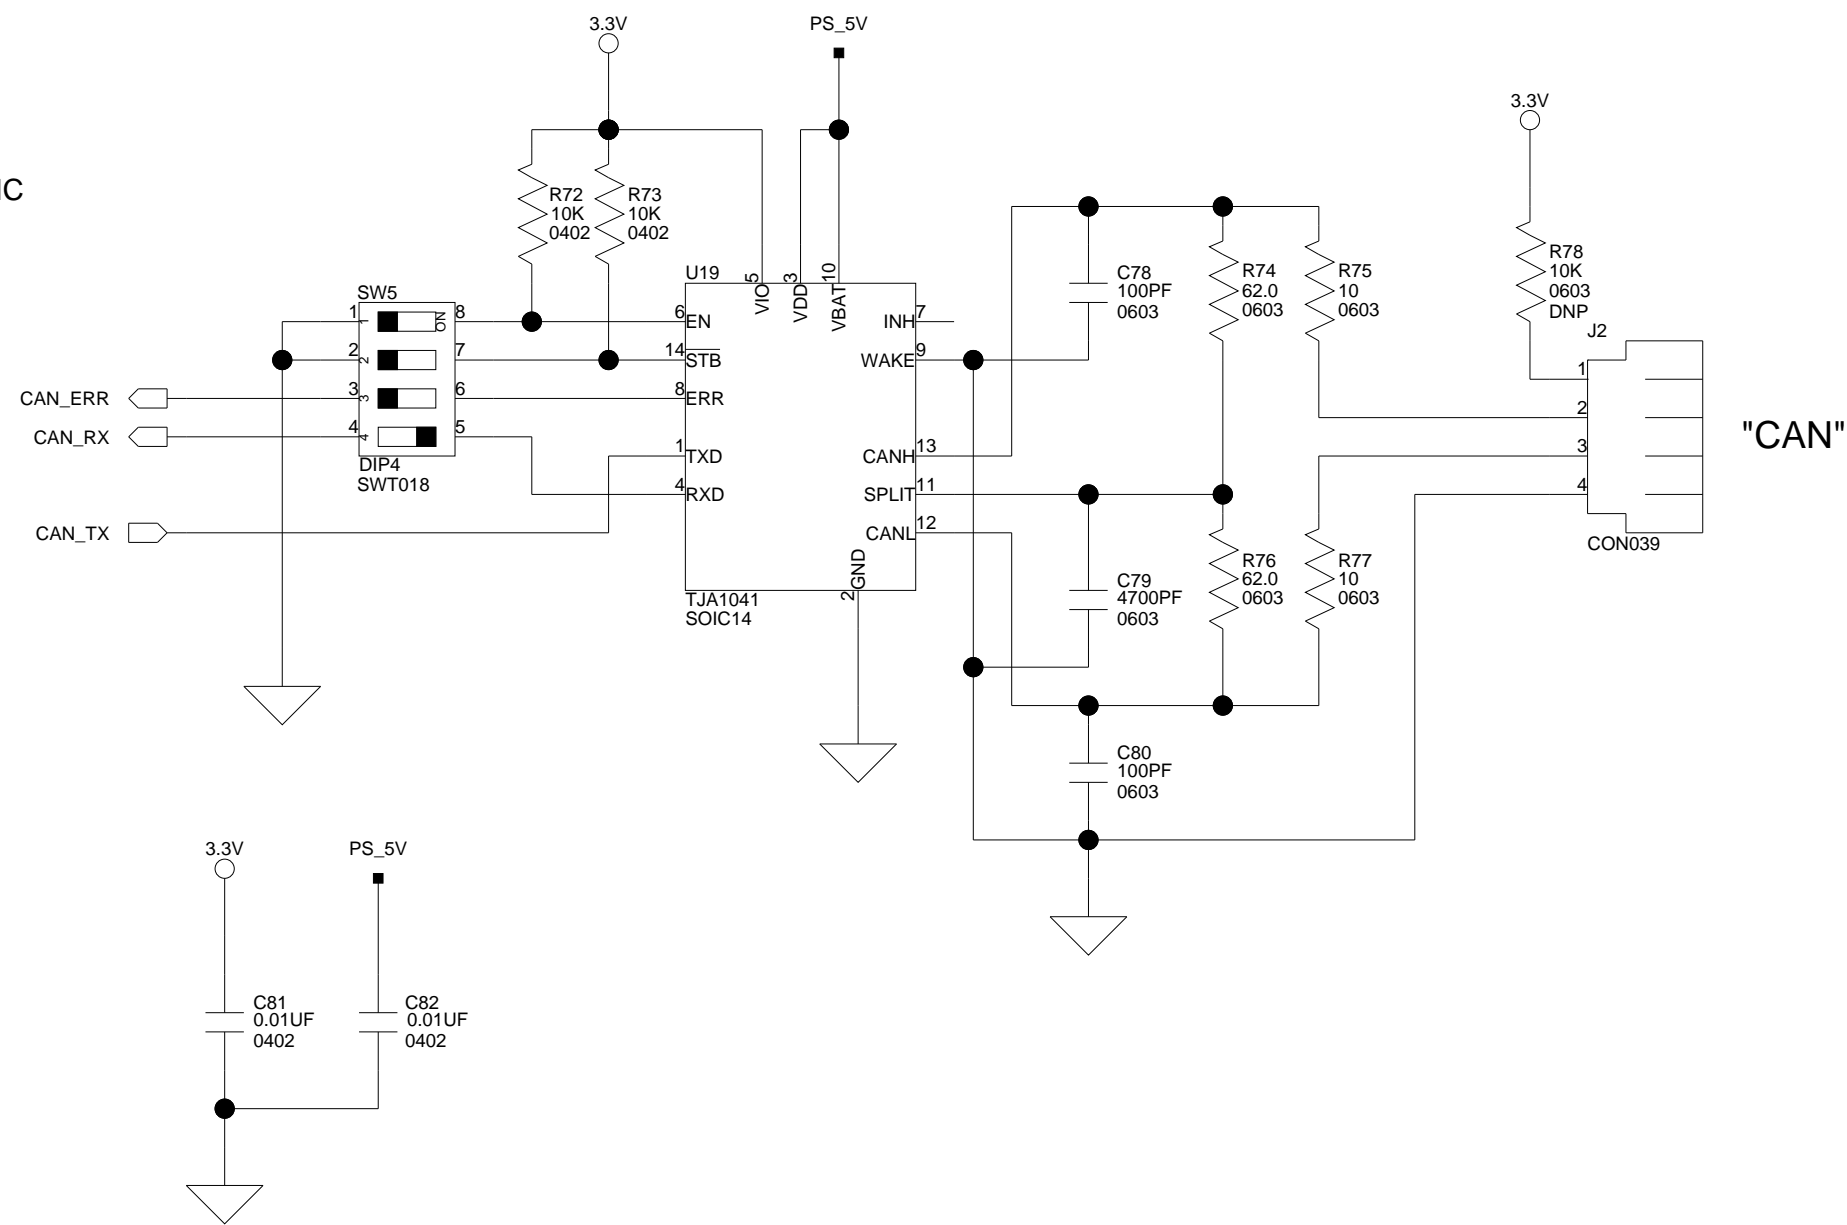 3.3V
PS_5V
3.3V
IC
R72
10K
0402
R73
10K
0402
R78
10K
0603
DNP
J2
U19
5
3
10
VIO
VDD
VBAT
C78
100PF
0603
R74
62.0
0603
R75
10
0603
SW5
1
1
ON
8
6
EN
INH
7
2
2
7
14
STB
WAKE
9
CAN_ERR
3
3
6
8
ERR
CAN_RX
4
4
5
1
TXD
CANH
13
DIP4
SWT018
4
RXD
SPLIT
11
CAN_TX
CANL
12
1
2
3
4
"CAN"
CON039
GND
2
TJA1041
SOIC14
C79
4700PF
0603
R76
62.0
0603
R77
10
0603
C80
100PF
0603
3.3V
PS_5V
C81
0.01UF
0402
C82
0.01UF
0402